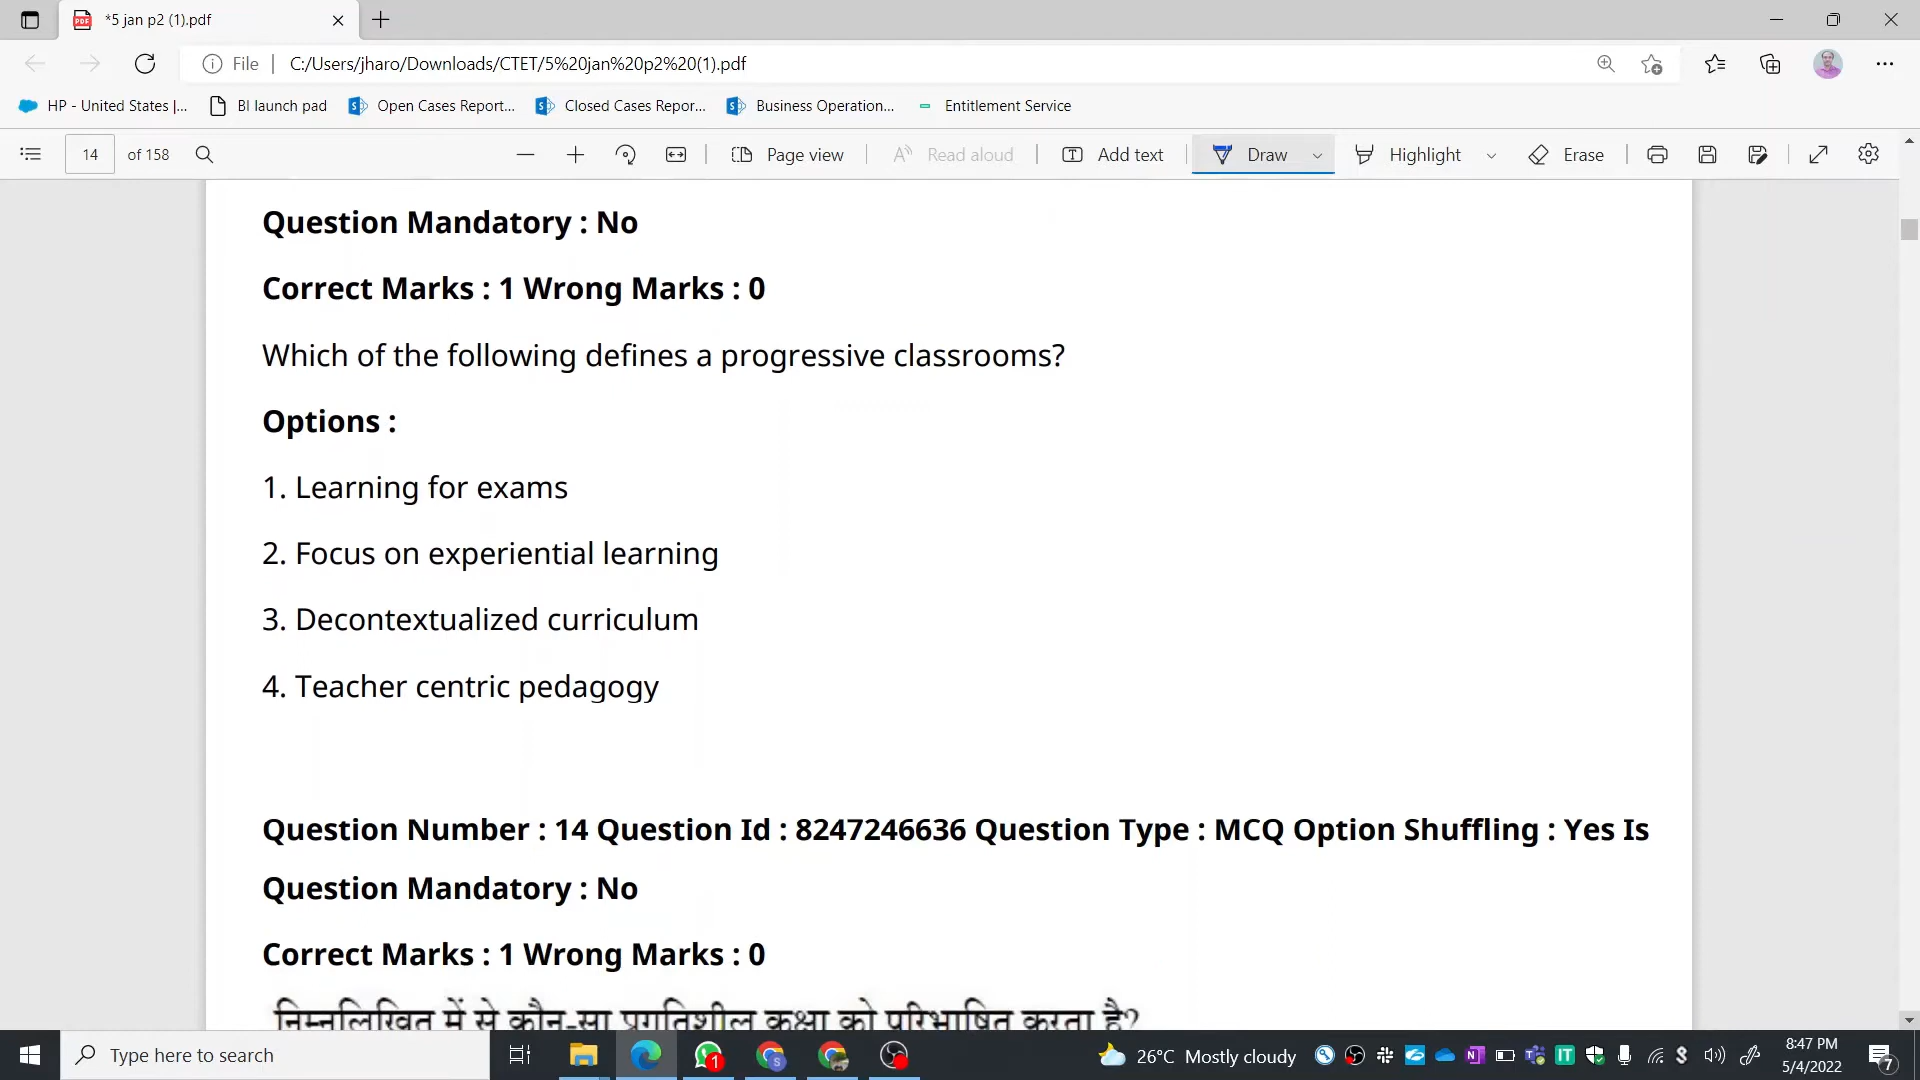 *5 jan p2 (1).pdf
File
C:/Users/jharo/Downloads/CTET/5%20jan%20p2%20(1).pdf
HP - United States |... BI launch pad Open Cases Report... Closed Cases Repor... Business Operation... Entitlement Service
14 of 158 Page view Read aloud Add text Draw Highlight Erase
Question Mandatory : No
Correct Marks : 1 Wrong Marks : 0
Which of the following defines a progressive classrooms?
Options :
1. Learning for exams
2. Focus on experiential learning
3. Decontextualized curriculum
4. Teacher centric pedagogy
Question Number : 14 Question Id : 8247246636 Question Type : MCQ Option Shuffling : Yes Is
Question Mandatory : No
Correct Marks : 1 Wrong Marks : 0
निम्नलिखित में से कौन-सा प्रगतिशील कक्षा को परिभाषित करता है?
Type here to search
1
26°C Mostly cloudy
8:47 PM
5/4/2022
7